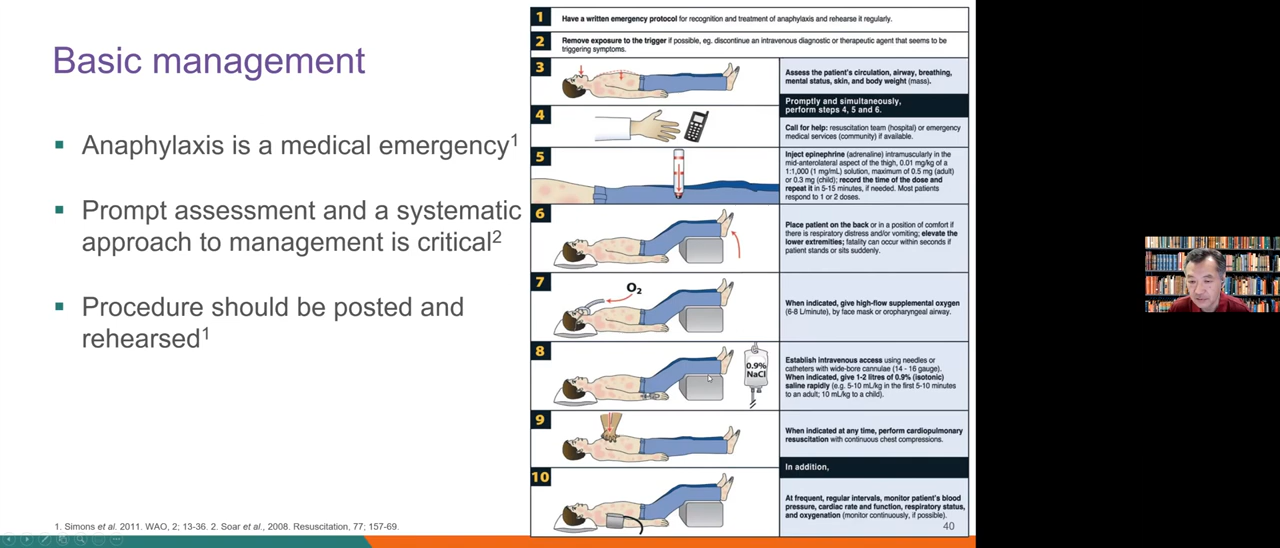 Basic management
▪ Anaphylaxis is a medical emergency1
▪ Prompt assessment and a systematic
approach to management is critical2
▪ Procedure should be posted and
rehearsed1
1. Simons et al. 2011. WAO, 2; 13-36. 2. Soar et al., 2008. Resuscitation, 77; 157-69.
1
Have a written emergency protocol for recognition and treatment of anaphylaxis and rehearse it regularly.
2
Remove exposure to the trigger if possible, eg. discontinue an intravenous diagnostic or therapeutic agent that seems to be
triggering symptoms.
3
Assess the patient's circulation, airway, breathing,
mental status, skin, and body weight (mass).
Promptly and simultaneously,
perform steps 4, 5 and 6.
4
Call for help: resuscitation team (hospital) or emergency
medical services (community) if available.
5
Inject epinephrine (adrenaline) intramuscularly in the
mid-anterolateral aspect of the thigh, 0.01 mg/kg of a
1:1,000 (1 mg/mL) solution, maximum of 0.5 mg (adult)
or 0.3 mg (child); record the time of the dose and
repeat it in 5-15 minutes, if needed. Most patients
respond to 1 or 2 doses.
6
Place patient on the back or in a position of comfort if
there is respiratory distress and/or vomiting; elevate the
lower extremities; fatality can occur within seconds if
patient stands or sits suddenly.
7
O2
When indicated, give high-flow supplemental oxygen
(6-8 L/minute), by face mask or oropharyngeal airway.
8
0.9%
NaCl
Establish intravenous access using needles or
catheters with wide-bore cannulae (14 - 16 gauge).
When indicated, give 1-2 litres of 0.9% (isotonic)
saline rapidly (e.g. 5-10 mL/kg in the first 5-10 minutes
to an adult; 10 mL/kg to a child).
9
When indicated at any time, perform cardiopulmonary
resuscitation with continuous chest compressions.
In addition,
10
At frequent, regular intervals, monitor patient's blood
pressure, cardiac rate and function, respiratory status,
and oxygenation (monitor continuously, if possible).
40